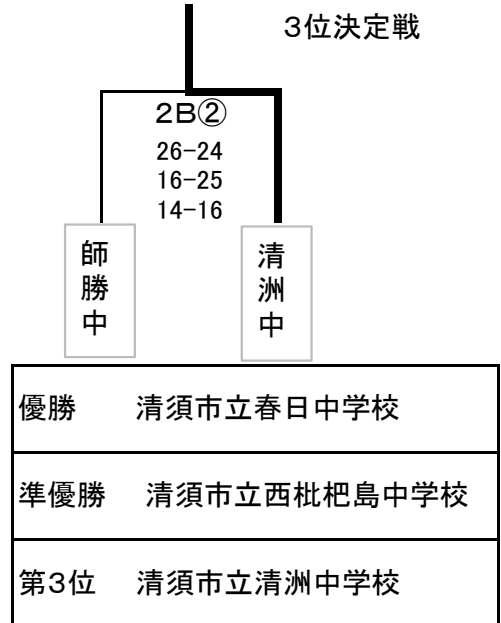 3位決定戦
2B②
26-24
16-25
14-16
師勝中
清洲中
優勝 清須市立春日中学校
準優勝 清須市立西枇杷島中学校
第3位 清須市立清洲中学校